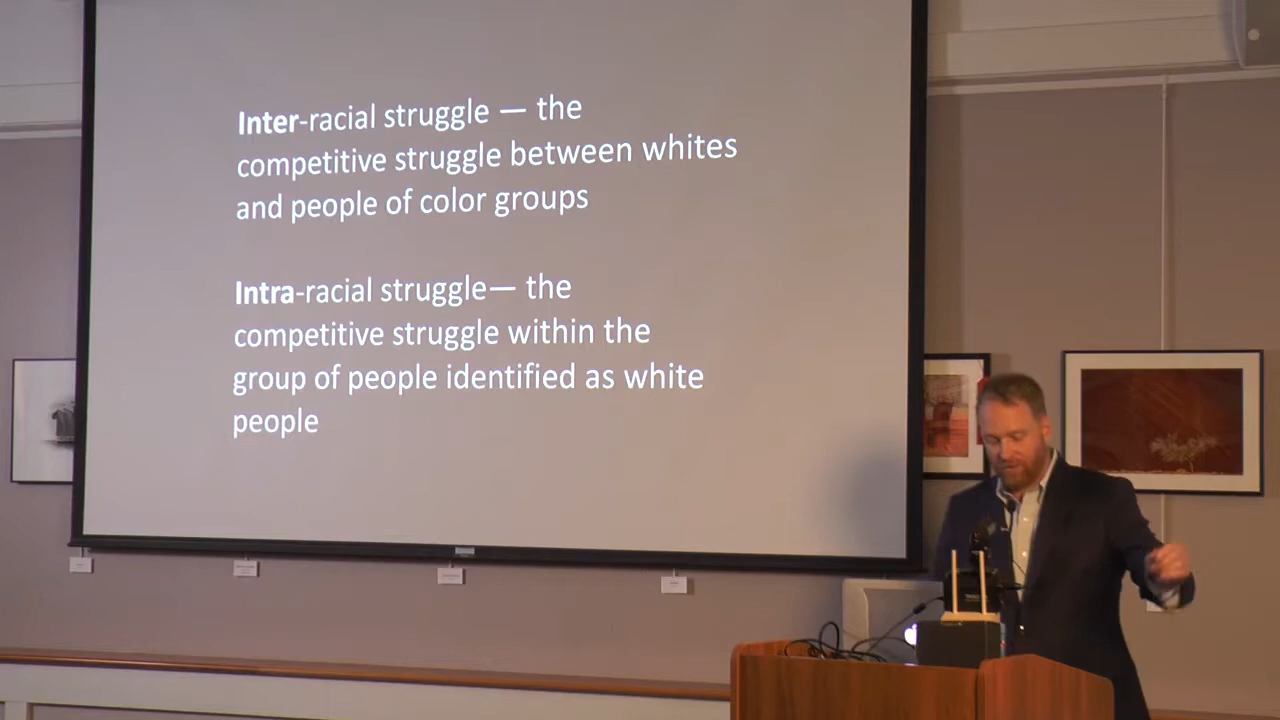 Inter-racial struggle — the
competitive struggle between whites
and people of color groups
Intra-racial struggle— the
competitive struggle within the
group of people identified as white
people